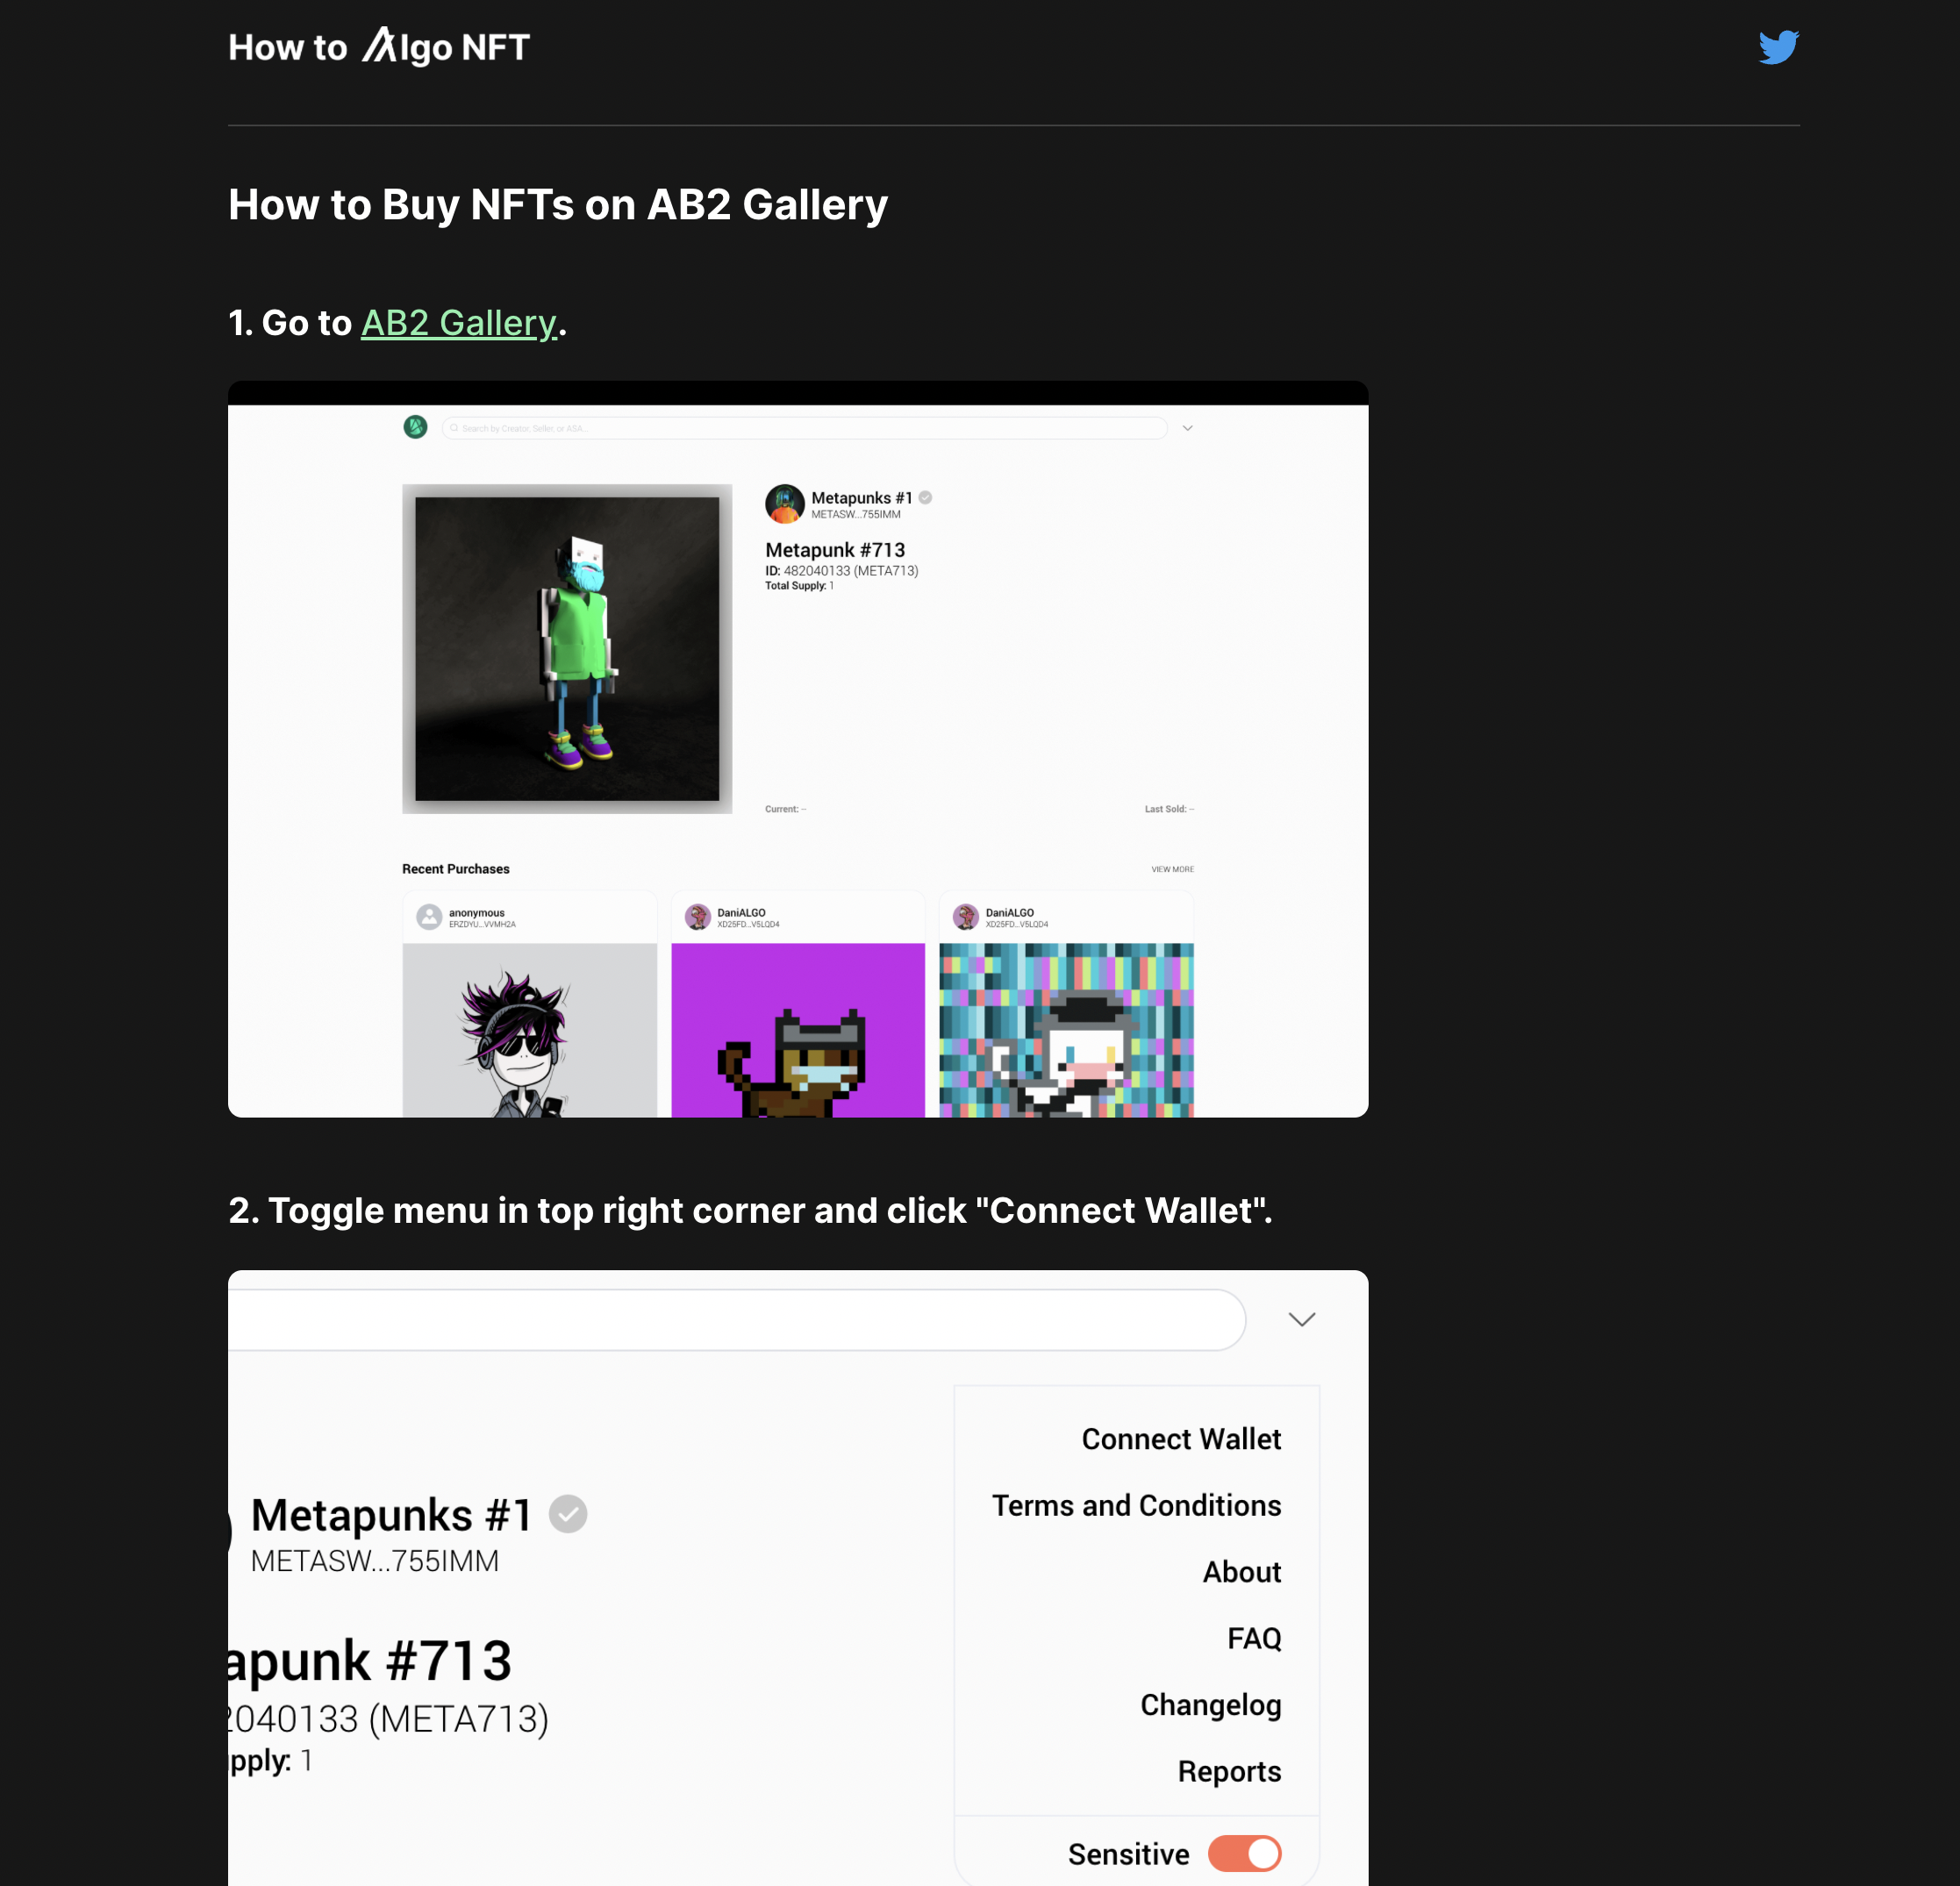 How to Algo NFT
How to Buy NFTs on AB2 Gallery
1. Go to AB2 Gallery.
Search by Creator, Seller, or ASA...
Metapunks #1
METASW...755IMM
Metapunk #713
ID: 482040133 (META713)
Total Supply: 1
Current: --
Last Sold: --
Recent Purchases
VIEW MORE
anonymous
ERZDYU...VVMH2A
DaniALGO
XD25FD...V5LQD4
DaniALGO
XD25FD...V5LQD4
2. Toggle menu in top right corner and click "Connect Wallet".
Connect Wallet
Terms and Conditions
About
FAQ
Changelog
Reports
Sensitive
Metapunks #1
METASW...755IMM
apunk #713
2040133 (META713)
upply: 1